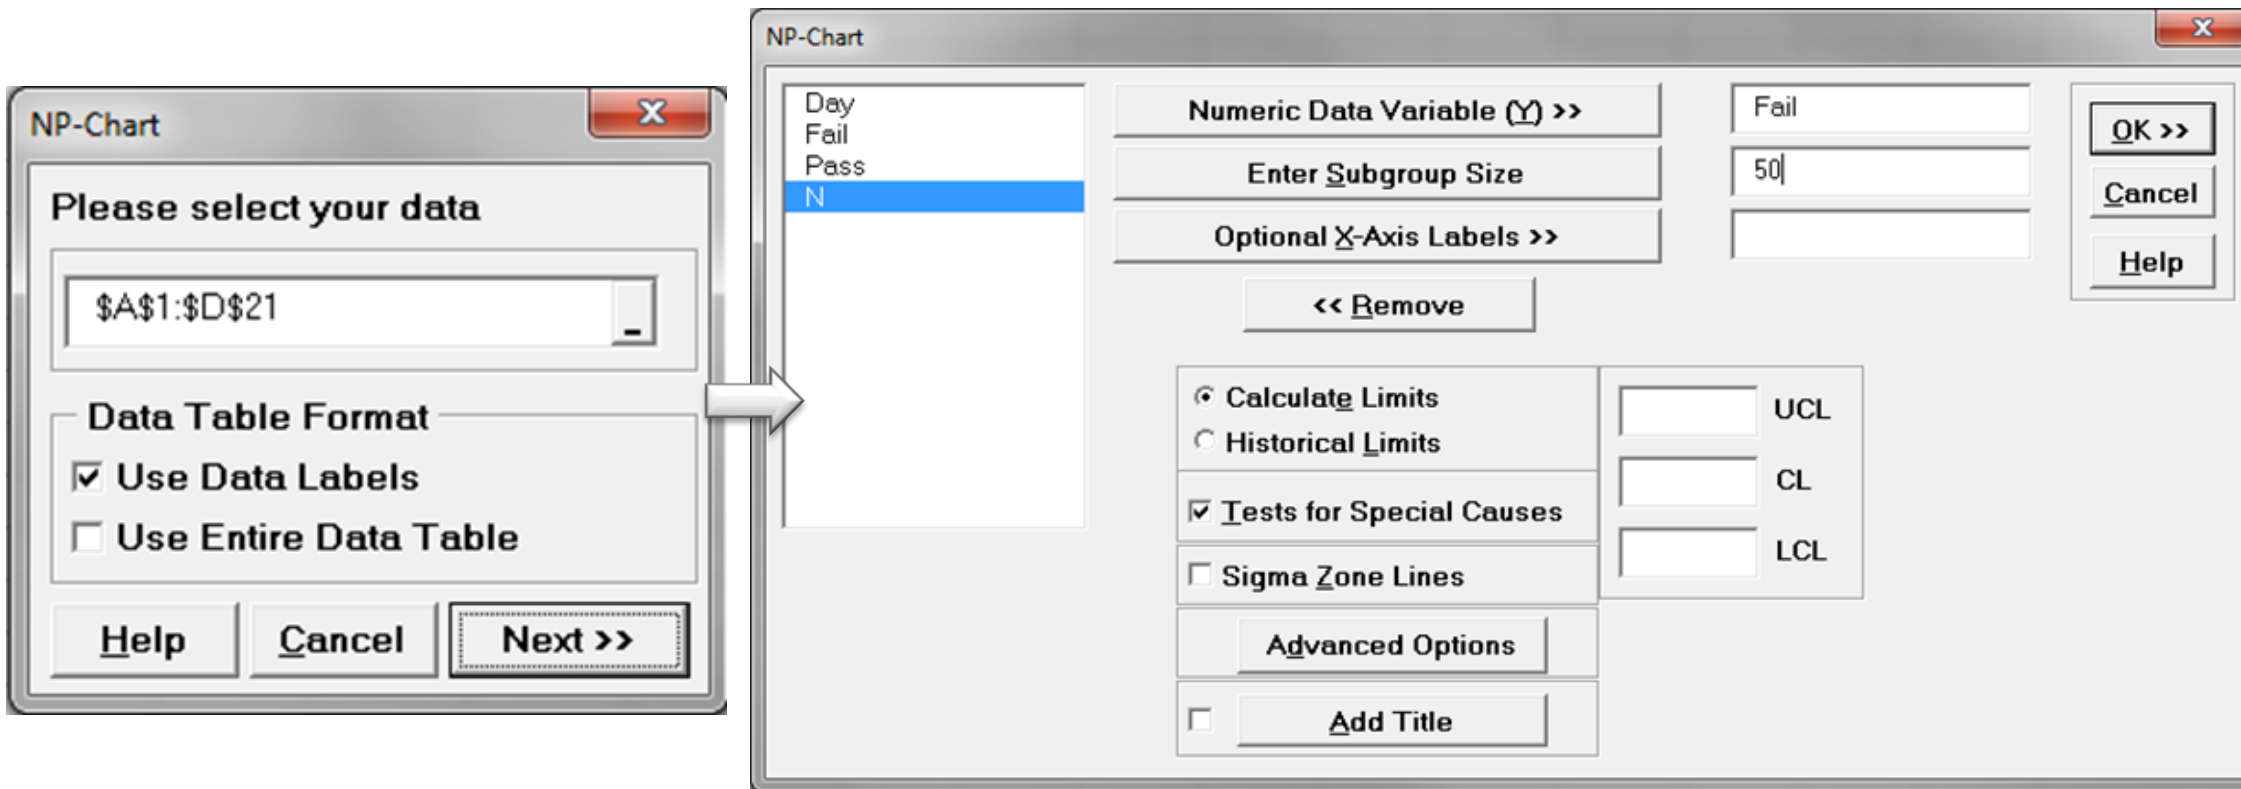 NP-Chart
Please select your data
$A$1:$D$21
Data Table Format
Use Data Labels
Use Entire Data Table
Help
Cancel
Next >>
NP-Chart
Day
Fail
Pass
N
Numeric Data Variable (Y) >>
Fail
Enter Subgroup Size
50
Optional X-Axis Labels >>
<< Remove
OK >>
Cancel
Help
Calculate Limits
Historical Limits
Tests for Special Causes
Sigma Zone Lines
Advanced Options
Add Title
UCL
CL
LCL